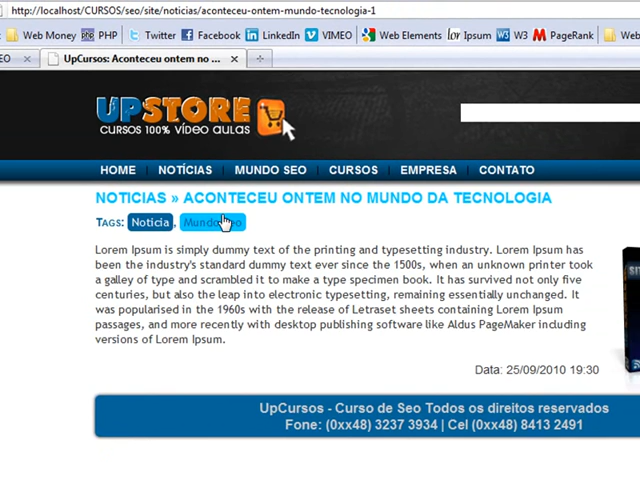 http://localhost/CURSOS/seo/site/noticias/aconteceu-ontem-mundo-tecnologia-1
Web Money PHP Twitter Facebook LinkedIn VIMEO Web Elements lor Ipsum W3 W3 PageRank Web
EO UpCursos: Aconteceu ontem no ...
UPSTORE
CURSOS 100% VÍDEO AULAS
HOME NOTÍCIAS MUNDO SEO CURSOS EMPRESA CONTATO
NOTICIAS » ACONTECEU ONTEM NO MUNDO DA TECNOLOGIA
TAGS: Noticia, Mundo Seo
Lorem Ipsum is simply dummy text of the printing and typesetting industry. Lorem Ipsum has
been the industry's standard dummy text ever since the 1500s, when an unknown printer took
a galley of type and scrambled it to make a type specimen book. It has survived not only five
centuries, but also the leap into electronic typesetting, remaining essentially unchanged. It
was popularised in the 1960s with the release of Letraset sheets containing Lorem Ipsum
passages, and more recently with desktop publishing software like Aldus PageMaker including
versions of Lorem Ipsum.
Data: 25/09/2010 19:30
UpCursos - Curso de Seo Todos os direitos reservados
Fone: (0xx48) 3237 3934 | Cel (0xx48) 8413 2491